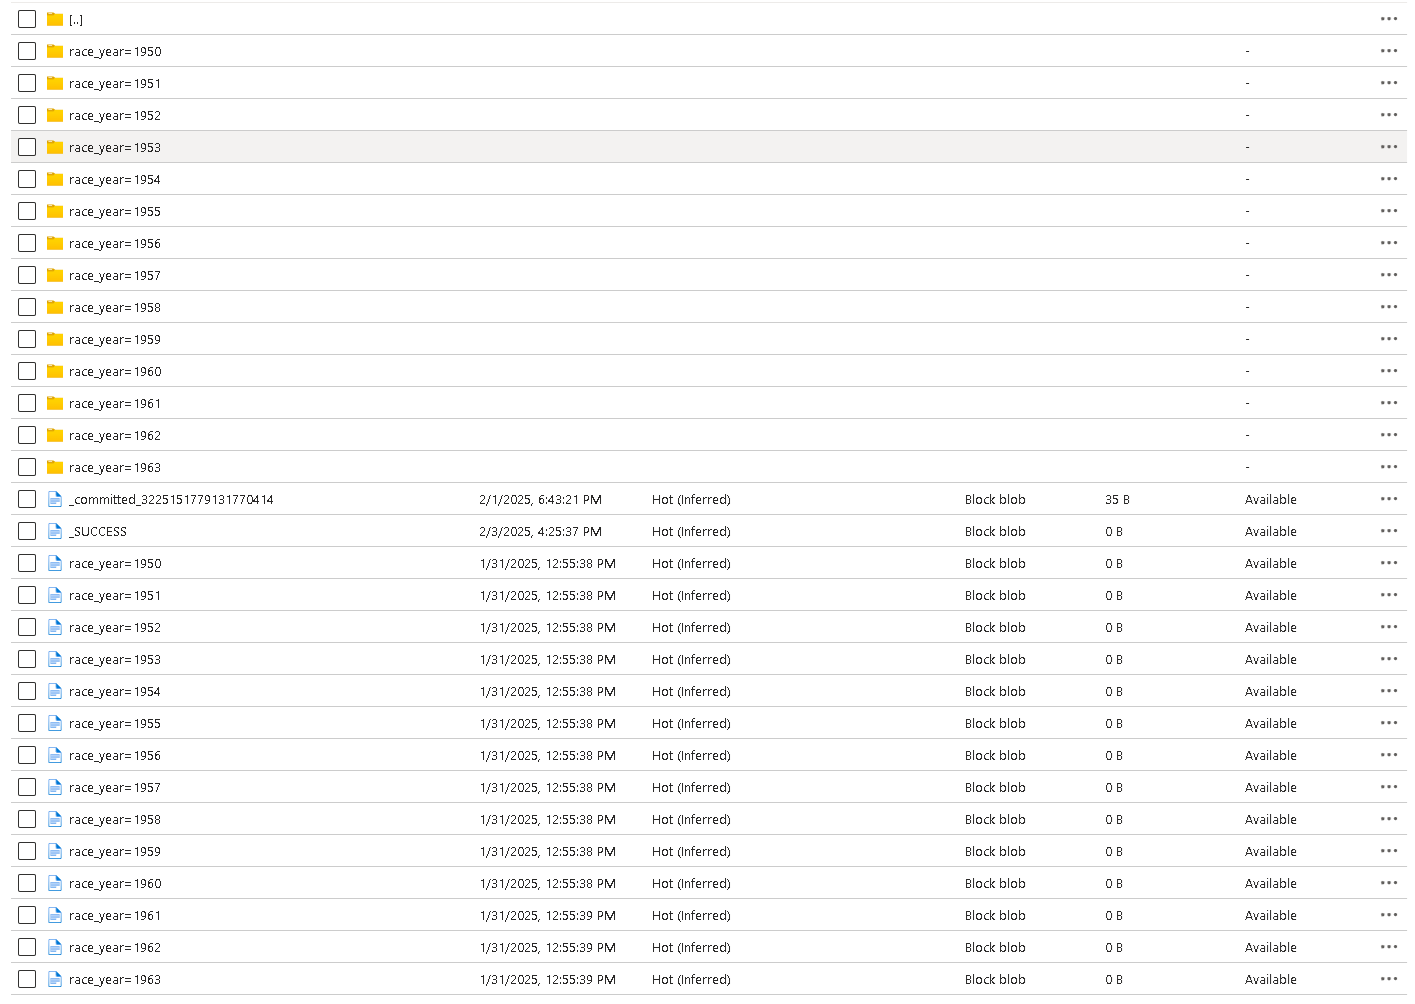 [..]
race_year=1950 - 
race_year=1951 -
race_year=1952 -
race_year=1953 -
race_year=1954 -
race_year=1955 -
race_year=1956 -
race_year=1957 -
race_year=1958 -
race_year=1959 -
race_year=1960 -
race_year=1961 -
race_year=1962 -
race_year=1963 -
_committed_3225151779131770414 2/1/2025, 6:43:21 PM Hot (Inferred) Block blob 35 B Available
_SUCCESS 2/3/2025, 4:25:37 PM Hot (Inferred) Block blob 0 B Available
race_year=1950 1/31/2025, 12:55:38 PM Hot (Inferred) Block blob 0 B Available
race_year=1951 1/31/2025, 12:55:38 PM Hot (Inferred) Block blob 0 B Available
race_year=1952 1/31/2025, 12:55:38 PM Hot (Inferred) Block blob 0 B Available
race_year=1953 1/31/2025, 12:55:38 PM Hot (Inferred) Block blob 0 B Available
race_year=1954 1/31/2025, 12:55:38 PM Hot (Inferred) Block blob 0 B Available
race_year=1955 1/31/2025, 12:55:38 PM Hot (Inferred) Block blob 0 B Available
race_year=1956 1/31/2025, 12:55:38 PM Hot (Inferred) Block blob 0 B Available
race_year=1957 1/31/2025, 12:55:38 PM Hot (Inferred) Block blob 0 B Available
race_year=1958 1/31/2025, 12:55:38 PM Hot (Inferred) Block blob 0 B Available
race_year=1959 1/31/2025, 12:55:38 PM Hot (Inferred) Block blob 0 B Available
race_year=1960 1/31/2025, 12:55:38 PM Hot (Inferred) Block blob 0 B Available
race_year=1961 1/31/2025, 12:55:39 PM Hot (Inferred) Block blob 0 B Available
race_year=1962 1/31/2025, 12:55:39 PM Hot (Inferred) Block blob 0 B Available
race_year=1963 1/31/2025, 12:55:39 PM Hot (Inferred) Block blob 0 B Available